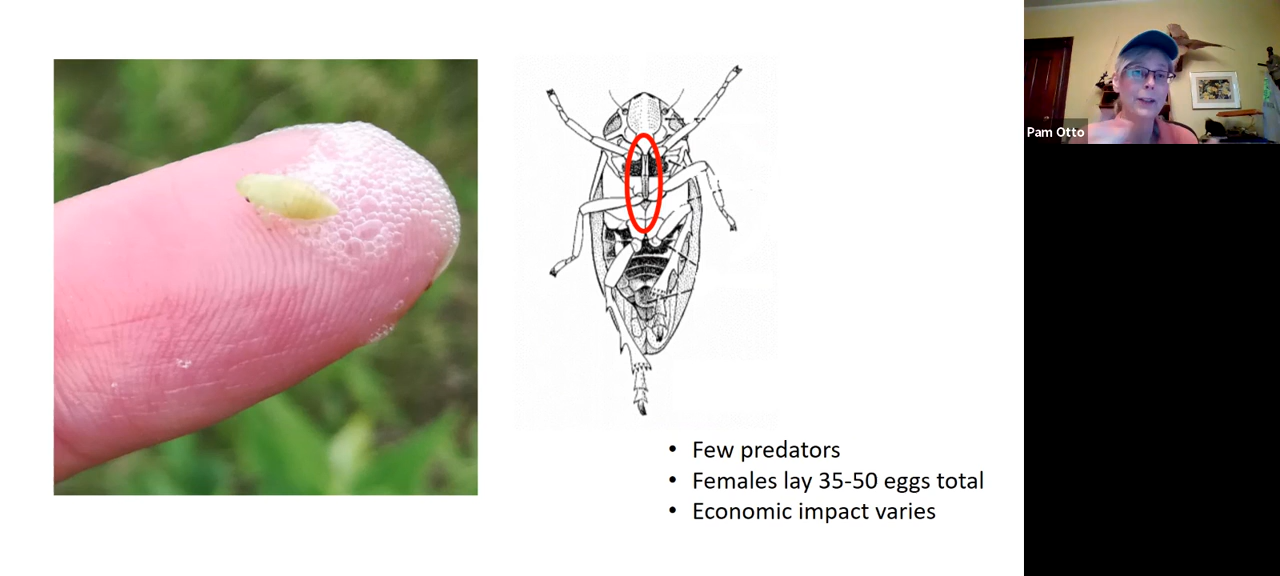 Pam Otto
• Few predators
• Females lay 35-50 eggs total
• Economic impact varies